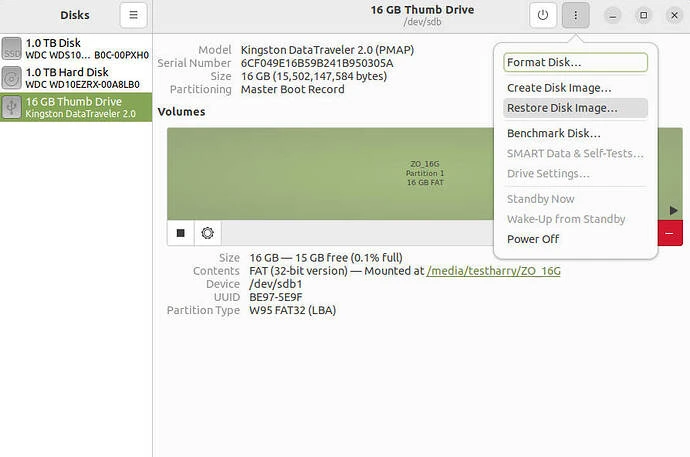 Disks
16 GB Thumb Drive
/dev/sdb
SSD
1.0 TB Disk
WDC WDS10… B0C-00PXH0
1.0 TB Hard Disk
WDC WD10EZRX-00A8LB0
16 GB Thumb Drive
Kingston DataTraveler 2.0
Model Kingston DataTraveler 2.0 (PMAP)
Serial Number 6CF049E16B59B241B950305A
Size 16 GB (15,502,147,584 bytes)
Partitioning Master Boot Record
Volumes
ZO_16G
Partition 1
16 GB FAT
Size 16 GB — 15 GB free (0.1% full)
Contents FAT (32-bit version) — Mounted at /media/testharry/ZO_16G
Device /dev/sdb1
UUID BE97-5E9F
Partition Type W95 FAT32 (LBA)
Format Disk…
Create Disk Image…
Restore Disk Image…
Benchmark Disk…
SMART Data & Self-Tests…
Drive Settings…
Standby Now
Wake-Up from Standby
Power Off